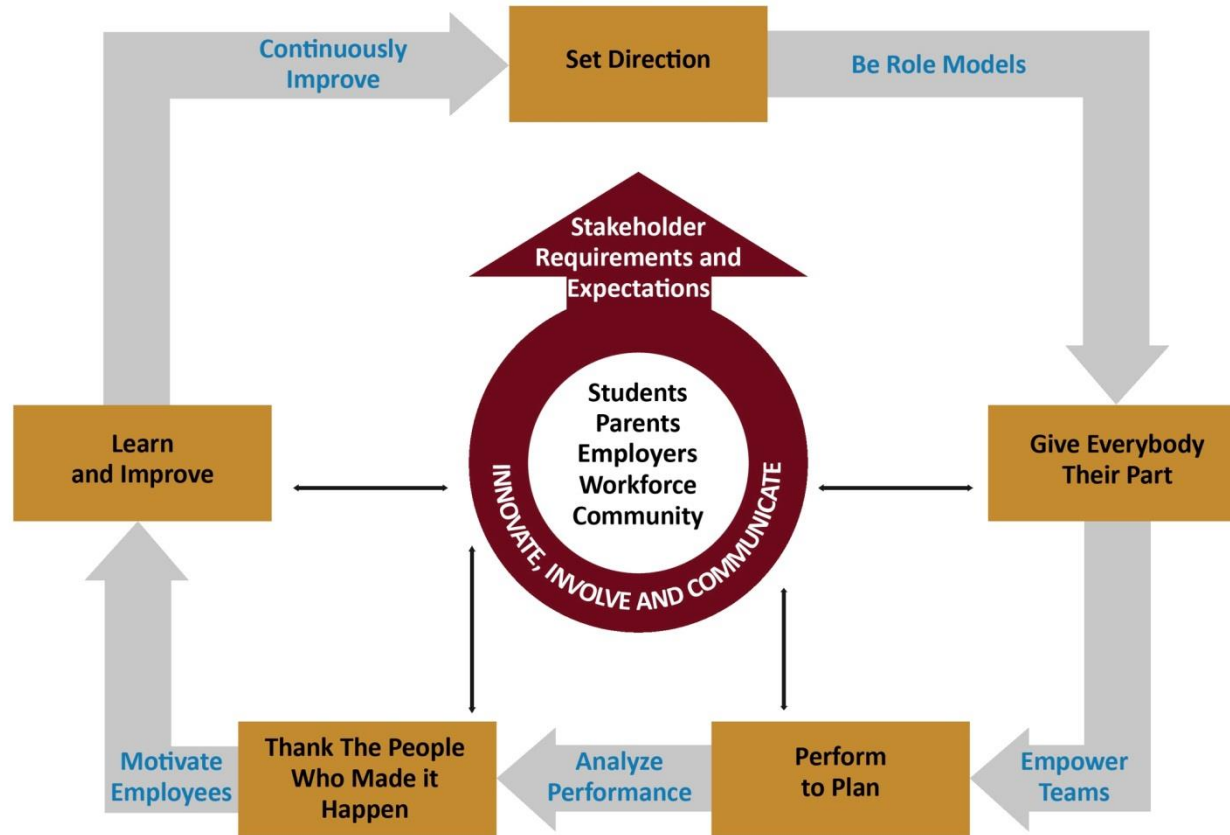 Continuously
Improve
Set Direction
Be Role Models
Stakeholder
Requirements and
Expectations
Students
Parents
Employers
Workforce
Community
INNOVATE, INVOLVE AND COMMUNICATE
Learn
and Improve
Give Everybody
Their Part
Motivate
Employees
Thank The People
Who Made it
Happen
Analyze
Performance
Perform
to Plan
Empower
Teams